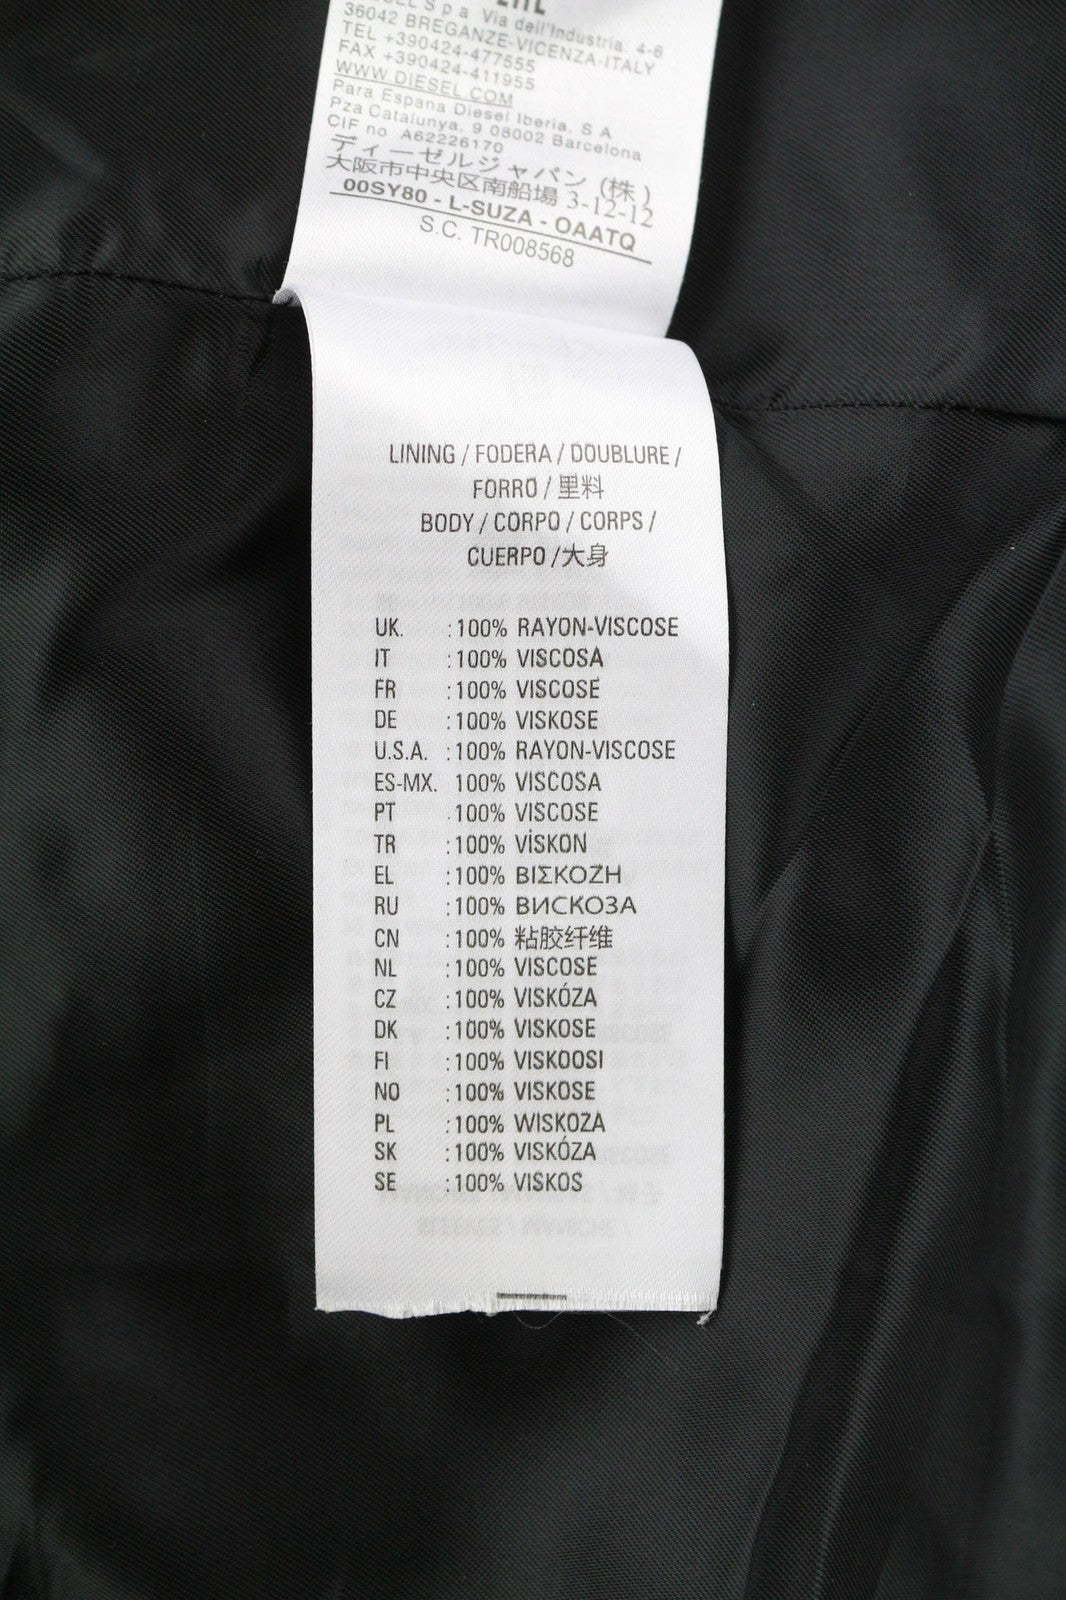 Spa Via dell'Industria, 4-6
36042 BREGANZE-VICENZA-ITALY
TEL +390424-477555
FAX +390424-411955
WWW.DIESEL.COM
Para Espana Diesel Iberia, S A
Pza Catalunya, 9 08002 Barcelona
CIF no A62226170
ディーゼルジャパン (株)
大阪市中央区南船場 3-12-12
00SY80 - L-SUZA - OAATQ
S.C. TR008568
LINING / FODERA / DOUBLURE /
FORRO / 里料
BODY / CORPO / CORPS /
CUERPO /大身
UK. :100% RAYON-VISCOSE
IT :100% VISCOSA
FR :100% VISCOSE
DE :100% VISKOSE
U.S.A. :100% RAYON-VISCOSE
ES-MX. 100% VISCOSA
PT :100% VISCOSE
TR :100% VİSKON
EL :100% ΒΙΣΚΟΖΗ
RU :100% ВИСКОЗА
CN :100% 粘胶纤维
NL :100% VISCOSE
CZ :100% VISKÓZA
DK :100% VISKOSE
FI :100% VISKOOSI
NO :100% VISKOSE
PL :100% WISKOZA
SK :100% VISKÓZA
SE :100% VISKOS